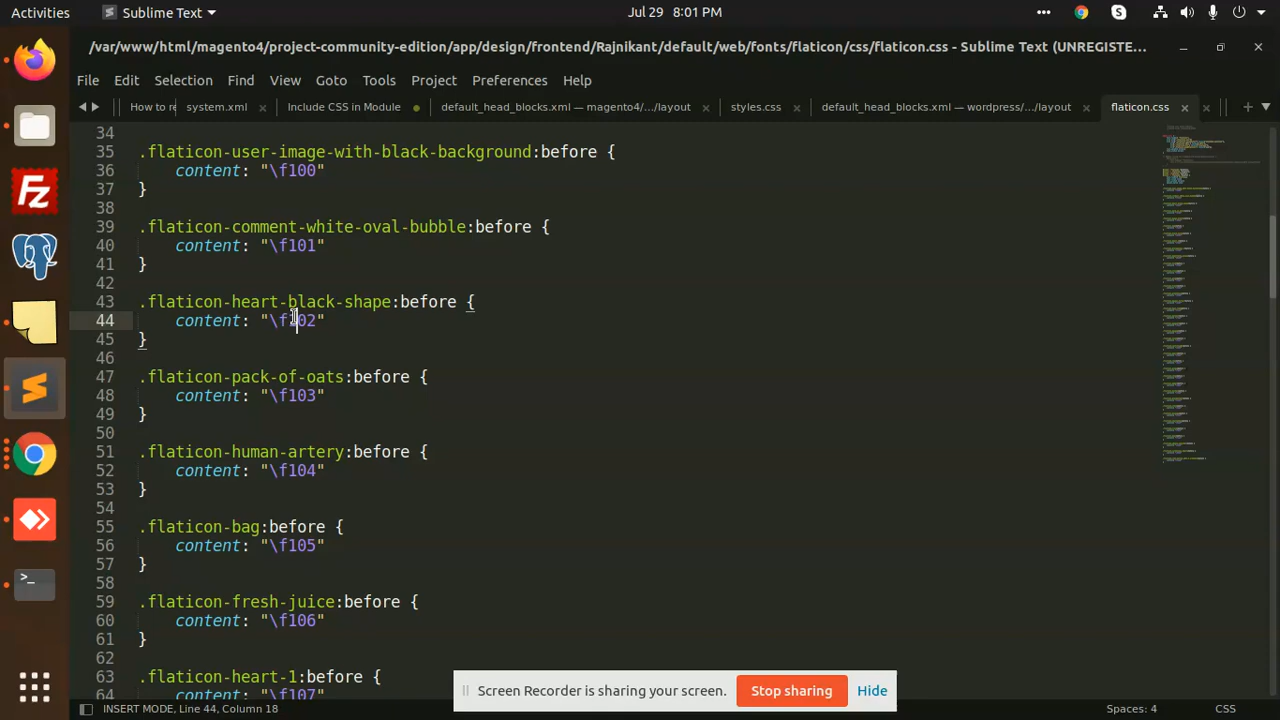 Activities
Sublime Text
Jul 29 8:01 PM
/var/www/html/magento4/project-community-edition/app/design/frontend/Rajnikant/default/web/fonts/flaticon/css/flaticon.css - Sublime Text (UNREGISTE...
File Edit Selection Find View Goto Tools Project Preferences Help
How to r system.xml Include CSS in Module default_head_blocks.xml — magento4/.../layout styles.css default_head_blocks.xml — wordpress/.../layout flaticon.css
34
35 .flaticon-user-image-with-black-background:before {
36 content: "\f100"
37 }
38
39 .flaticon-comment-white-oval-bubble:before {
40 content: "\f101"
41 }
42
43 .flaticon-heart-black-shape:before {
44 content: "\f102"
45 }
46
47 .flaticon-pack-of-oats:before {
48 content: "\f103"
49 }
50
51 .flaticon-human-artery:before {
52 content: "\f104"
53 }
54
55 .flaticon-bag:before {
56 content: "\f105"
57 }
58
59 .flaticon-fresh-juice:before {
60 content: "\f106"
61 }
62
63 .flaticon-heart-1:before {
64 content: "\f107"
Screen Recorder is sharing your screen. Stop sharing Hide
INSERT MODE, Line 44, Column 18 Spaces: 4 CSS